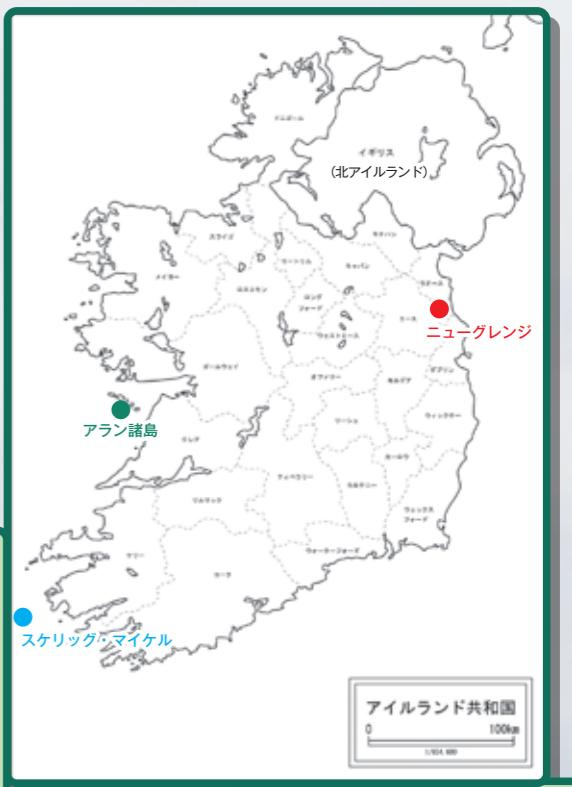 ドニゴール
イギリス
(北アイルランド)
スライゴ
モナハン
リートリム
キャバン
メイヨー
ロスコモン
ラウース
ロング
フォード
ミース
ニューグレンジ
ウェストミース
ゴールウェイ
オファリー
キルデア
ダブリン
アラン諸島
リーシュ
ウィックロー
クレア
カーロウ
ティペラリー
キルケニー
リムリック
ウェックス
フォード
ウォーターフォード
ケリー
コーク
スケリッグ・マイケル
アイルランド共和国
0 100km